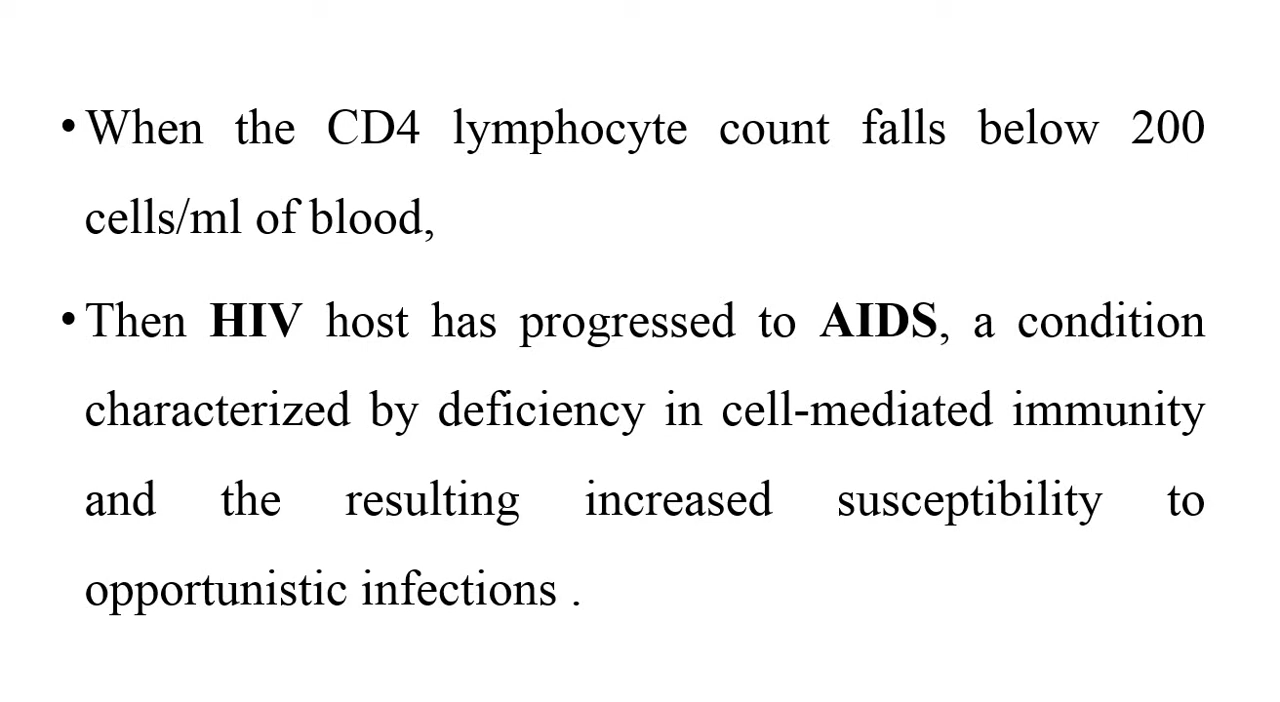 • When the CD4 lymphocyte count falls below 200
cells/ml of blood,
• Then HIV host has progressed to AIDS, a condition
characterized by deficiency in cell-mediated immunity
and the resulting increased susceptibility to
opportunistic infections .